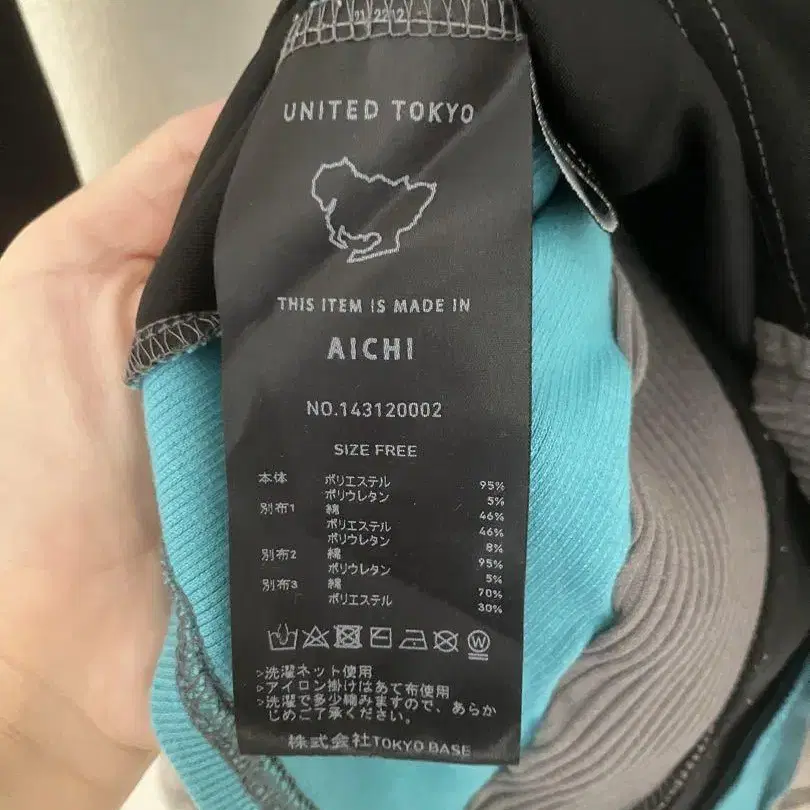 UNITED TOKYO
THIS ITEM IS MADE IN
AICHI
NO.143120002
SIZE FREE
本体 ポリエステル 95%
ポリウレタン 5%
別布1 綿 46%
ポリエステル 46%
ポリウレタン 8%
別布2 綿 95%
ポリウレタン 5%
別布3 綿 70%
ポリエステル 30%
W
>洗濯ネット使用
>アイロン掛けはあて布使用
>洗濯で多少縮みますので、あらか
じめご了承ください。
株式会社TOKYO BASE